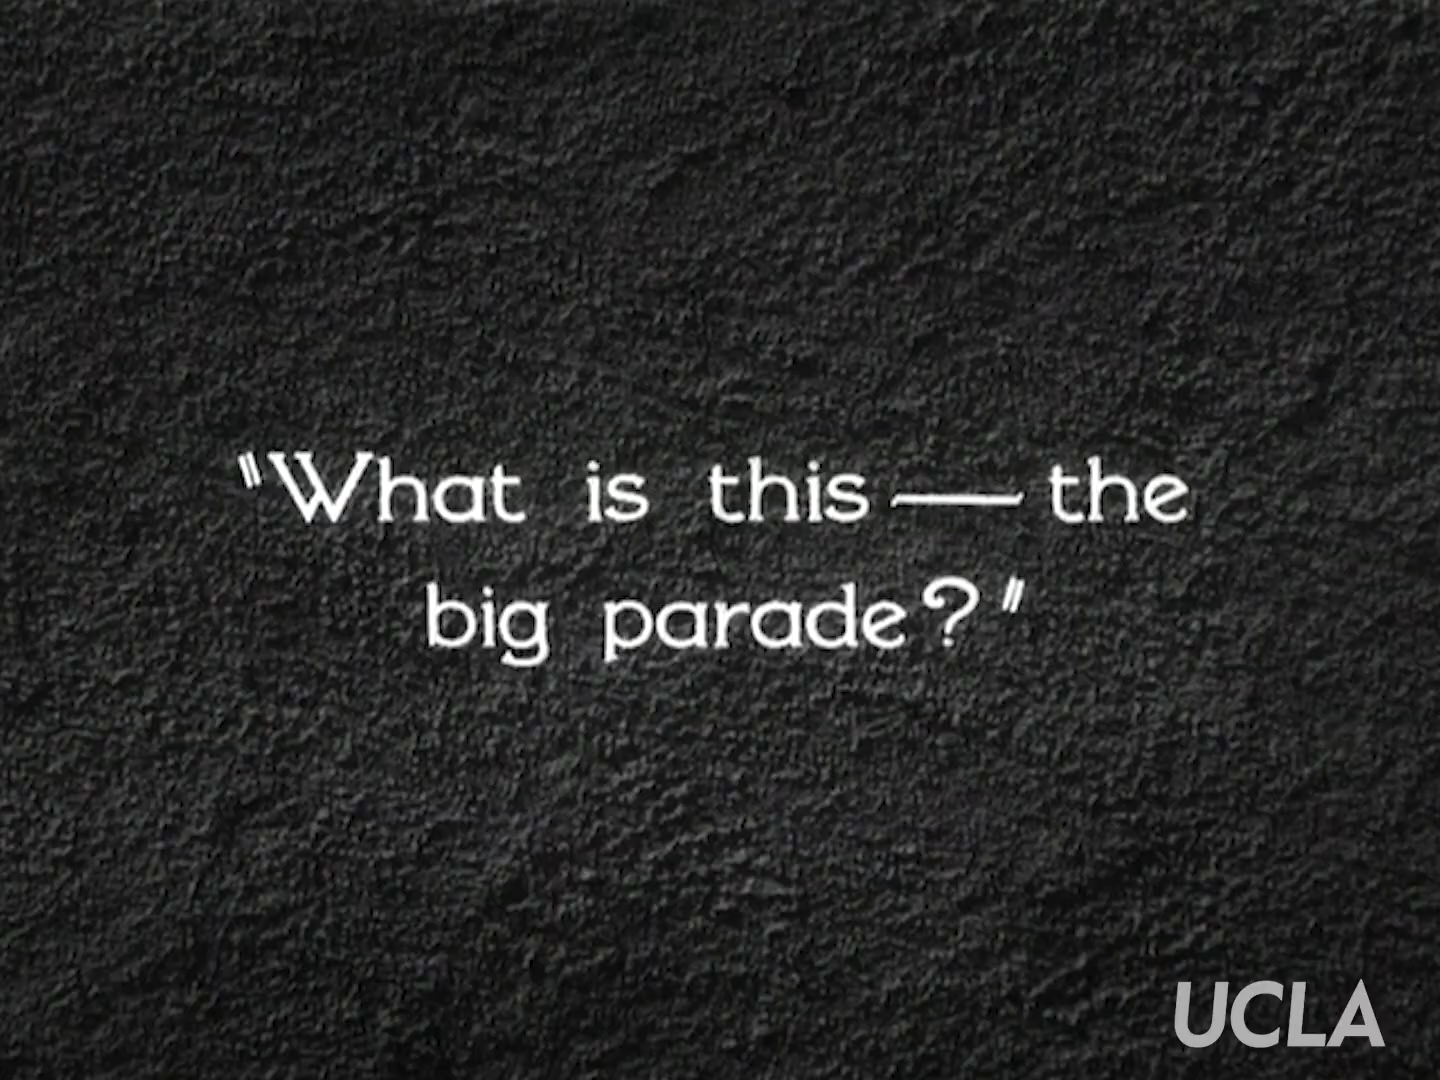 "What is this — the
big parade?"
UCLA